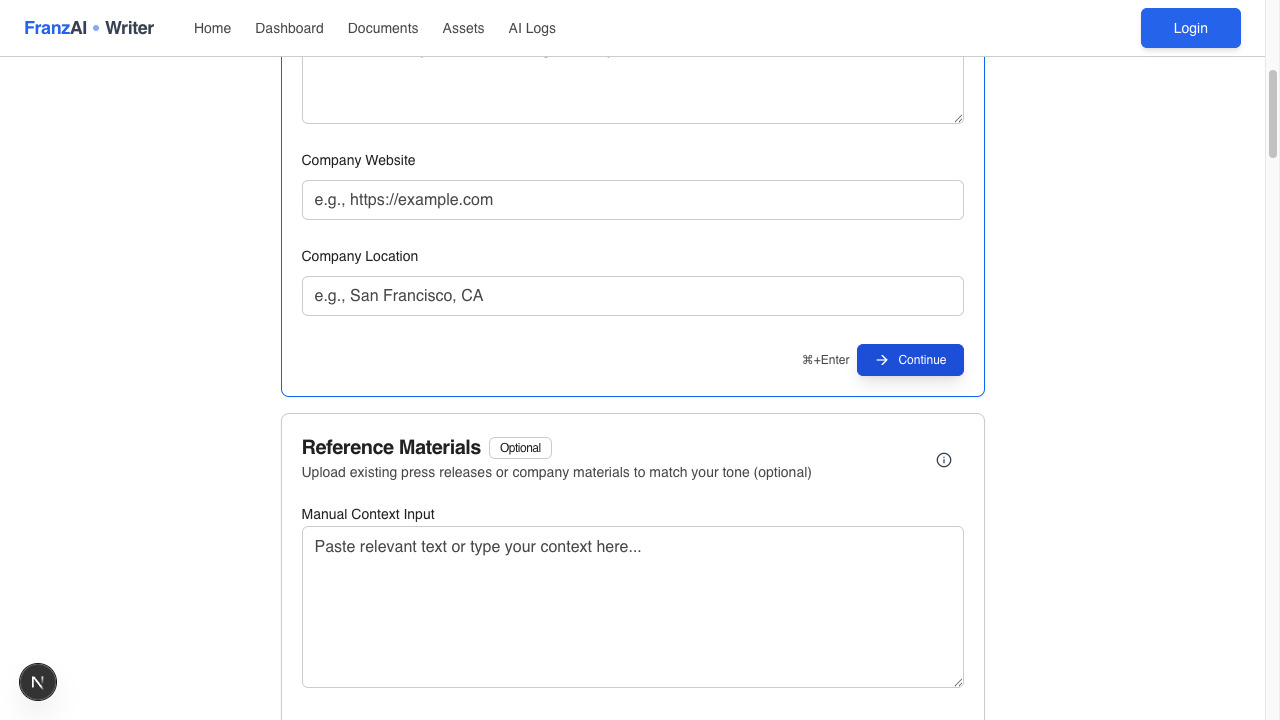 FranzAI • Writer Home Dashboard Documents Assets AI Logs Login
Company Website
e.g., https://example.com
Company Location
e.g., San Francisco, CA
⌘+Enter Continue
Reference Materials Optional
Upload existing press releases or company materials to match your tone (optional)
Manual Context Input
Paste relevant text or type your context here...
N